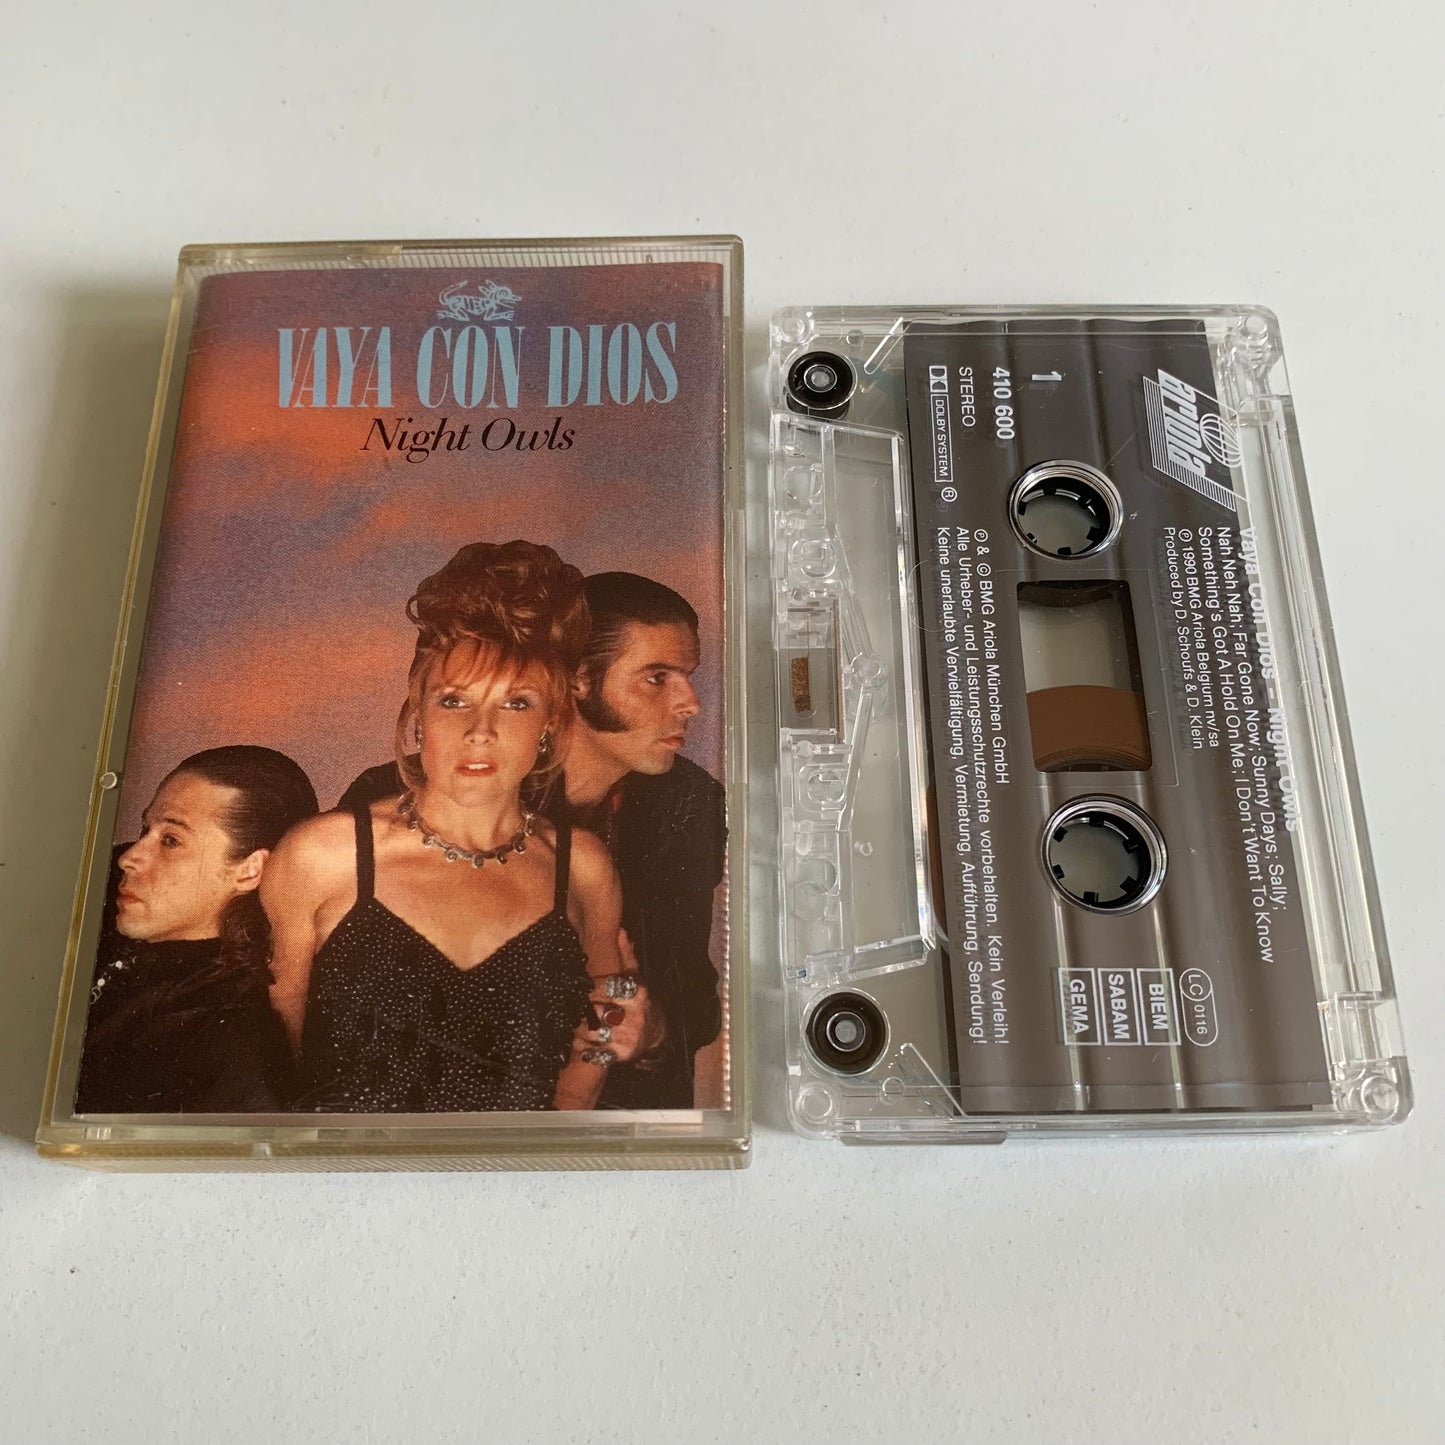 VAYA CON DIOS
Night Owls
ariola
Vaya Con Dios - Night Owls
Nah Neh Nah; Far Gone Now; Sunny Days; Sally;
Something's Got A Hold On Me; I Don't Want To Know
℗ 1990 BMG Ariola Belgium nv/sa
Produced by D. Schoufs & D. Klein
1
410 600
STEREO
DOLBY SYSTEM ®
℗ & © BMG Ariola München GmbH
Alle Urheber- und Leistungsschutzrechte vorbehalten. Kein Verleih!
Keine unerlaubte Vervielfältigung, Vermietung, Aufführung, Sendung!
LC 0116
BIEM
SABAM
GEMA